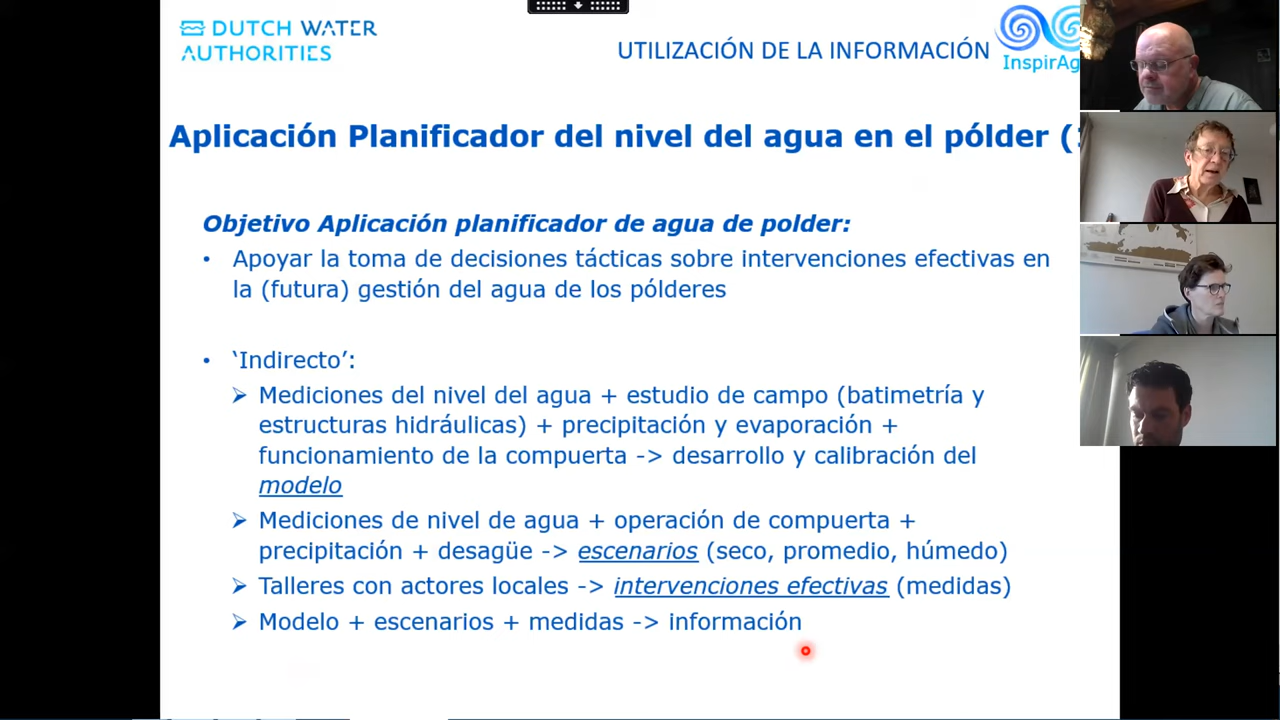 DUTCH WATER
AUTHORITIES
UTILIZACIÓN DE LA INFORMACIÓN
Aplicación Planificador del nivel del agua en el pólder
Objetivo Aplicación planificador de agua de polder:
• Apoyar la toma de decisiones tácticas sobre intervenciones efectivas en
la (futura) gestión del agua de los pólderes
• ‘Indirecto’:
➢ Mediciones del nivel del agua + estudio de campo (batimetría y
estructuras hidráulicas) + precipitación y evaporación +
funcionamiento de la compuerta -> desarrollo y calibración del
modelo
➢ Mediciones de nivel de agua + operación de compuerta +
precipitación + desagüe -> escenarios (seco, promedio, húmedo)
➢ Talleres con actores locales -> intervenciones efectivas (medidas)
➢ Modelo + escenarios + medidas -> información